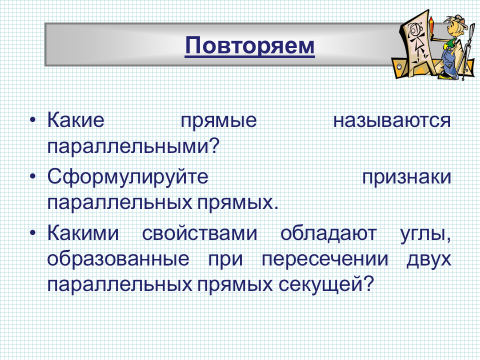 Повторяем
• Какие прямые называются
параллельными?
• Сформулируйте признаки
параллельных прямых.
• Какими свойствами обладают углы,
образованные при пересечении двух
параллельных прямых секущей?